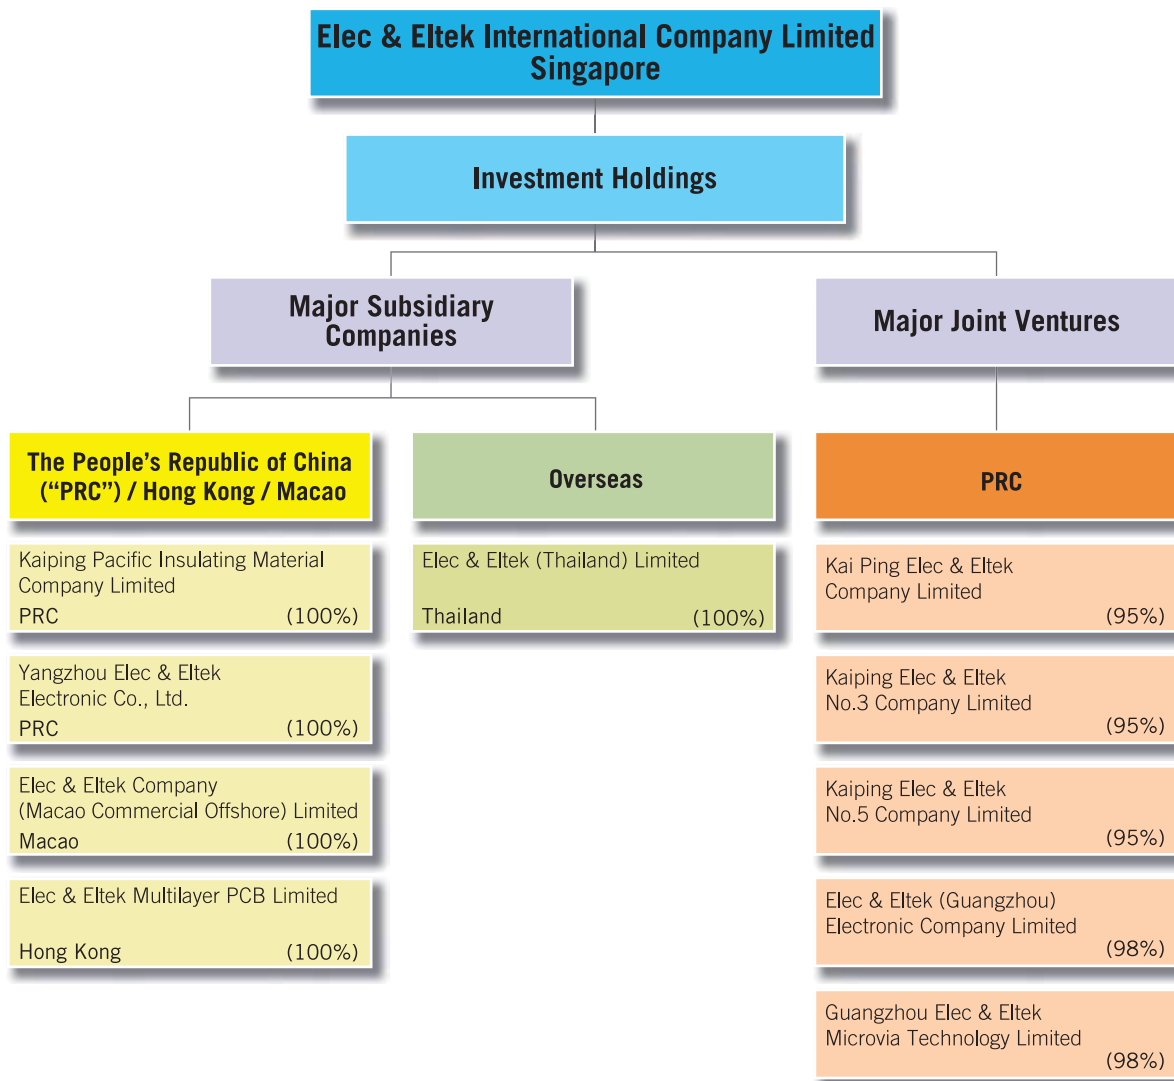 Elec & Eltek International Company Limited
Singapore
Investment Holdings
Major Subsidiary
Companies
Major Joint Ventures
The People’s Republic of China
(“PRC”) / Hong Kong / Macao
Overseas
PRC
Kaiping Pacific Insulating Material
Company Limited
PRC (100%)
Yangzhou Elec & Eltek
Electronic Co., Ltd.
PRC (100%)
Elec & Eltek Company
(Macao Commercial Offshore) Limited
Macao (100%)
Elec & Eltek Multilayer PCB Limited
Hong Kong (100%)
Elec & Eltek (Thailand) Limited
Thailand (100%)
Kai Ping Elec & Eltek
Company Limited
(95%)
Kaiping Elec & Eltek
No.3 Company Limited
(95%)
Kaiping Elec & Eltek
No.5 Company Limited
(95%)
Elec & Eltek (Guangzhou)
Electronic Company Limited
(98%)
Guangzhou Elec & Eltek
Microvia Technology Limited
(98%)